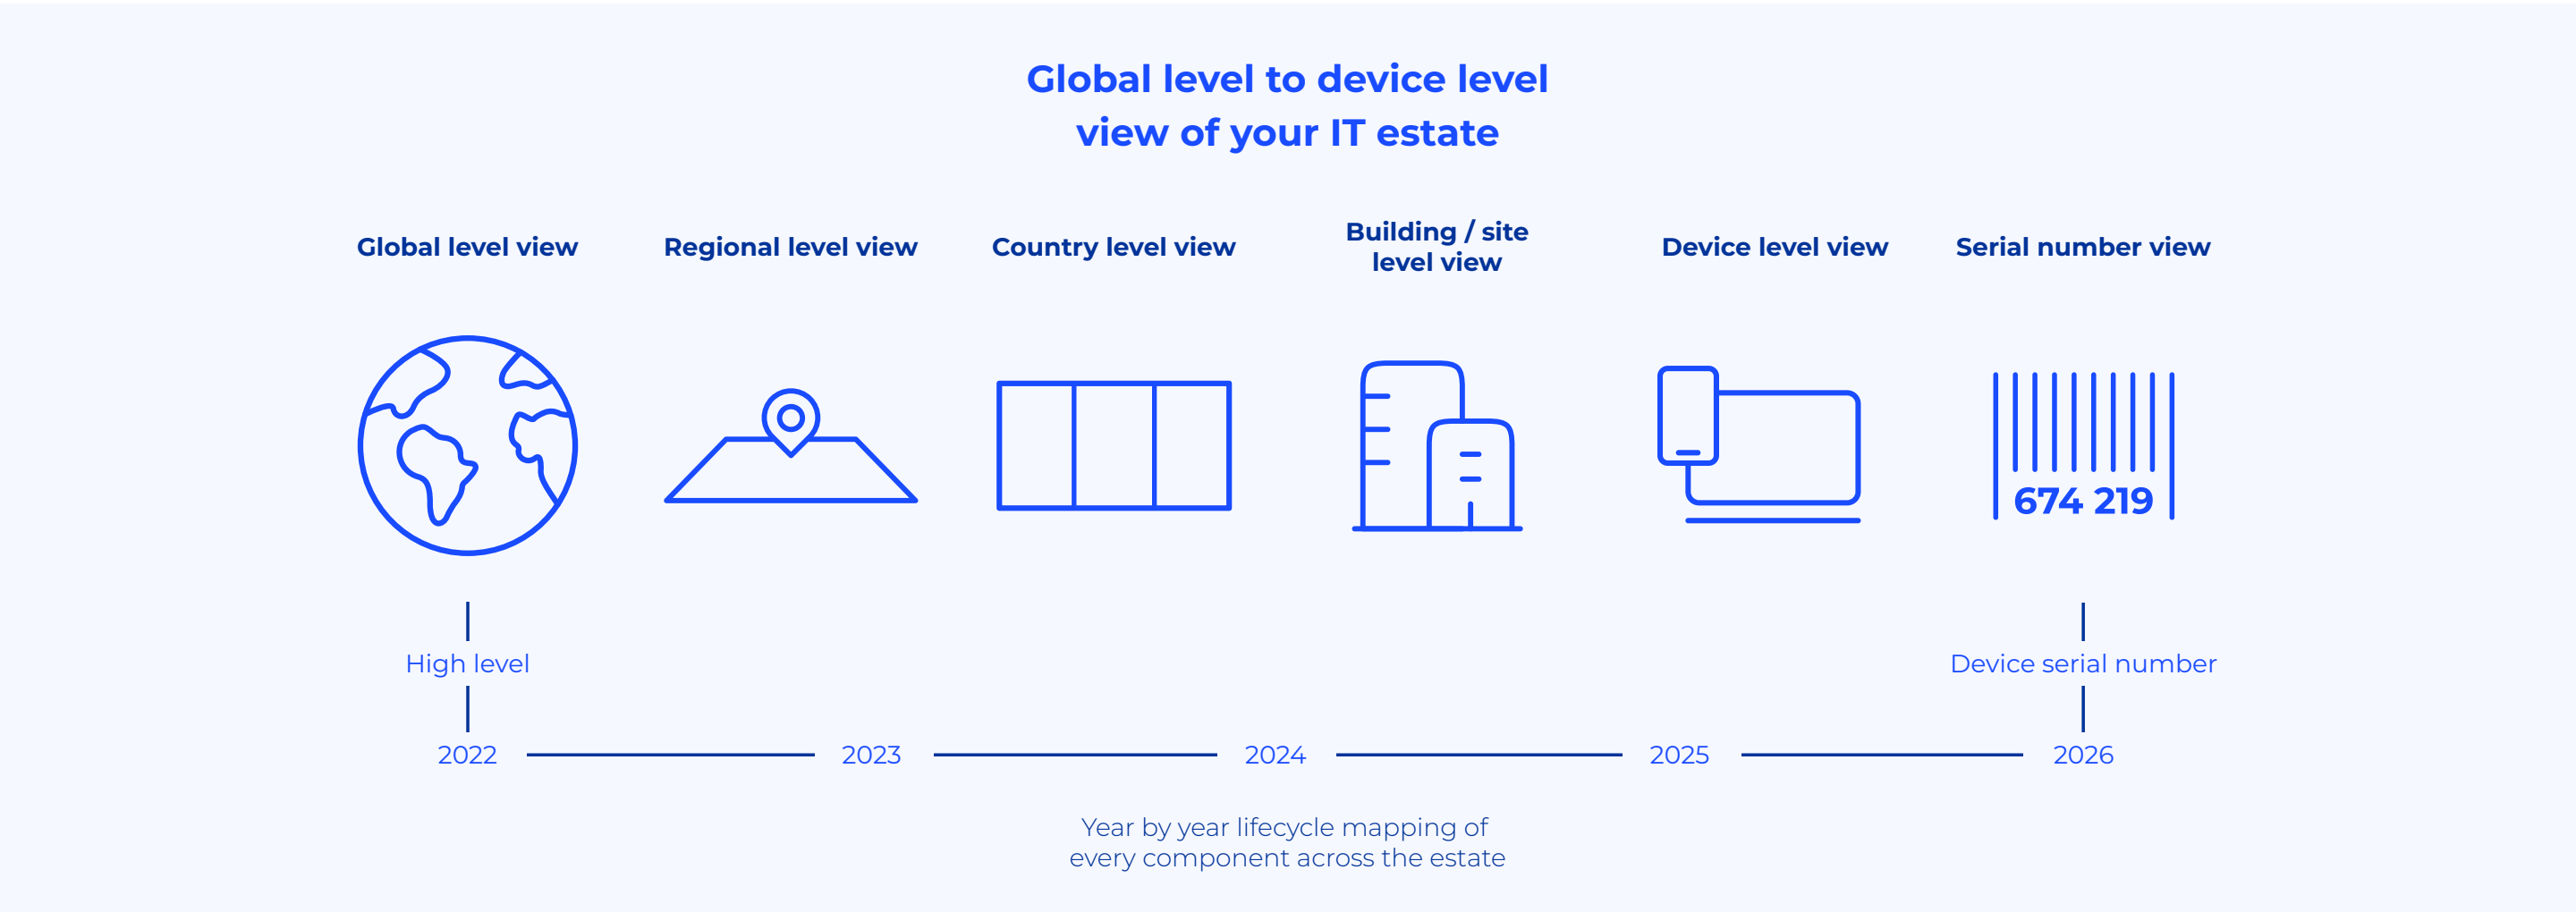 Global level to device level
view of your IT estate
Global level view
Regional level view
Country level view
Building / site
level view
Device level view
Serial number view
674 219
High level
Device serial number
2022
2023
2024
2025
2026
Year by year lifecycle mapping of
every component across the estate